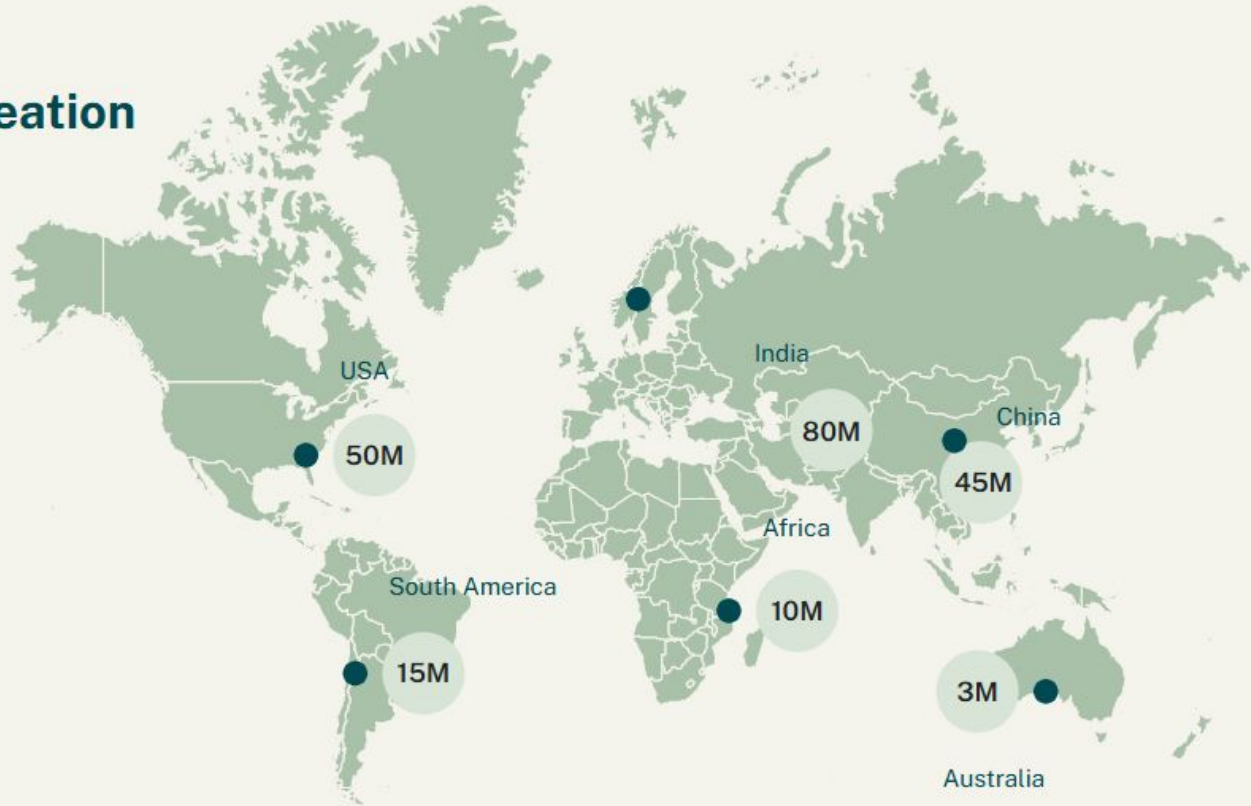 eation
USA
India
China
80M
50M
45M
Africa
South America
10M
15M
3M
Australia